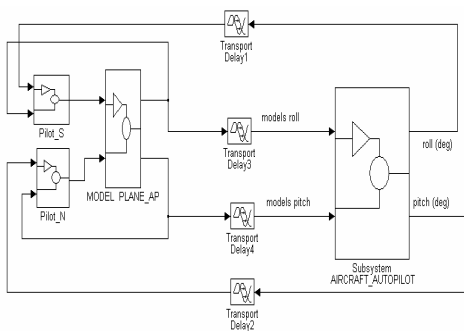 Transport
Delay1
Pilot_S
Pilot_N
MODEL PLANE_AP
models roll
Transport
Delay3
models pitch
Transport
Delay4
roll (deg)
pitch (deg)
Subsystem
AIRCRAFT_AUTOPILOT
Transport
Delay2